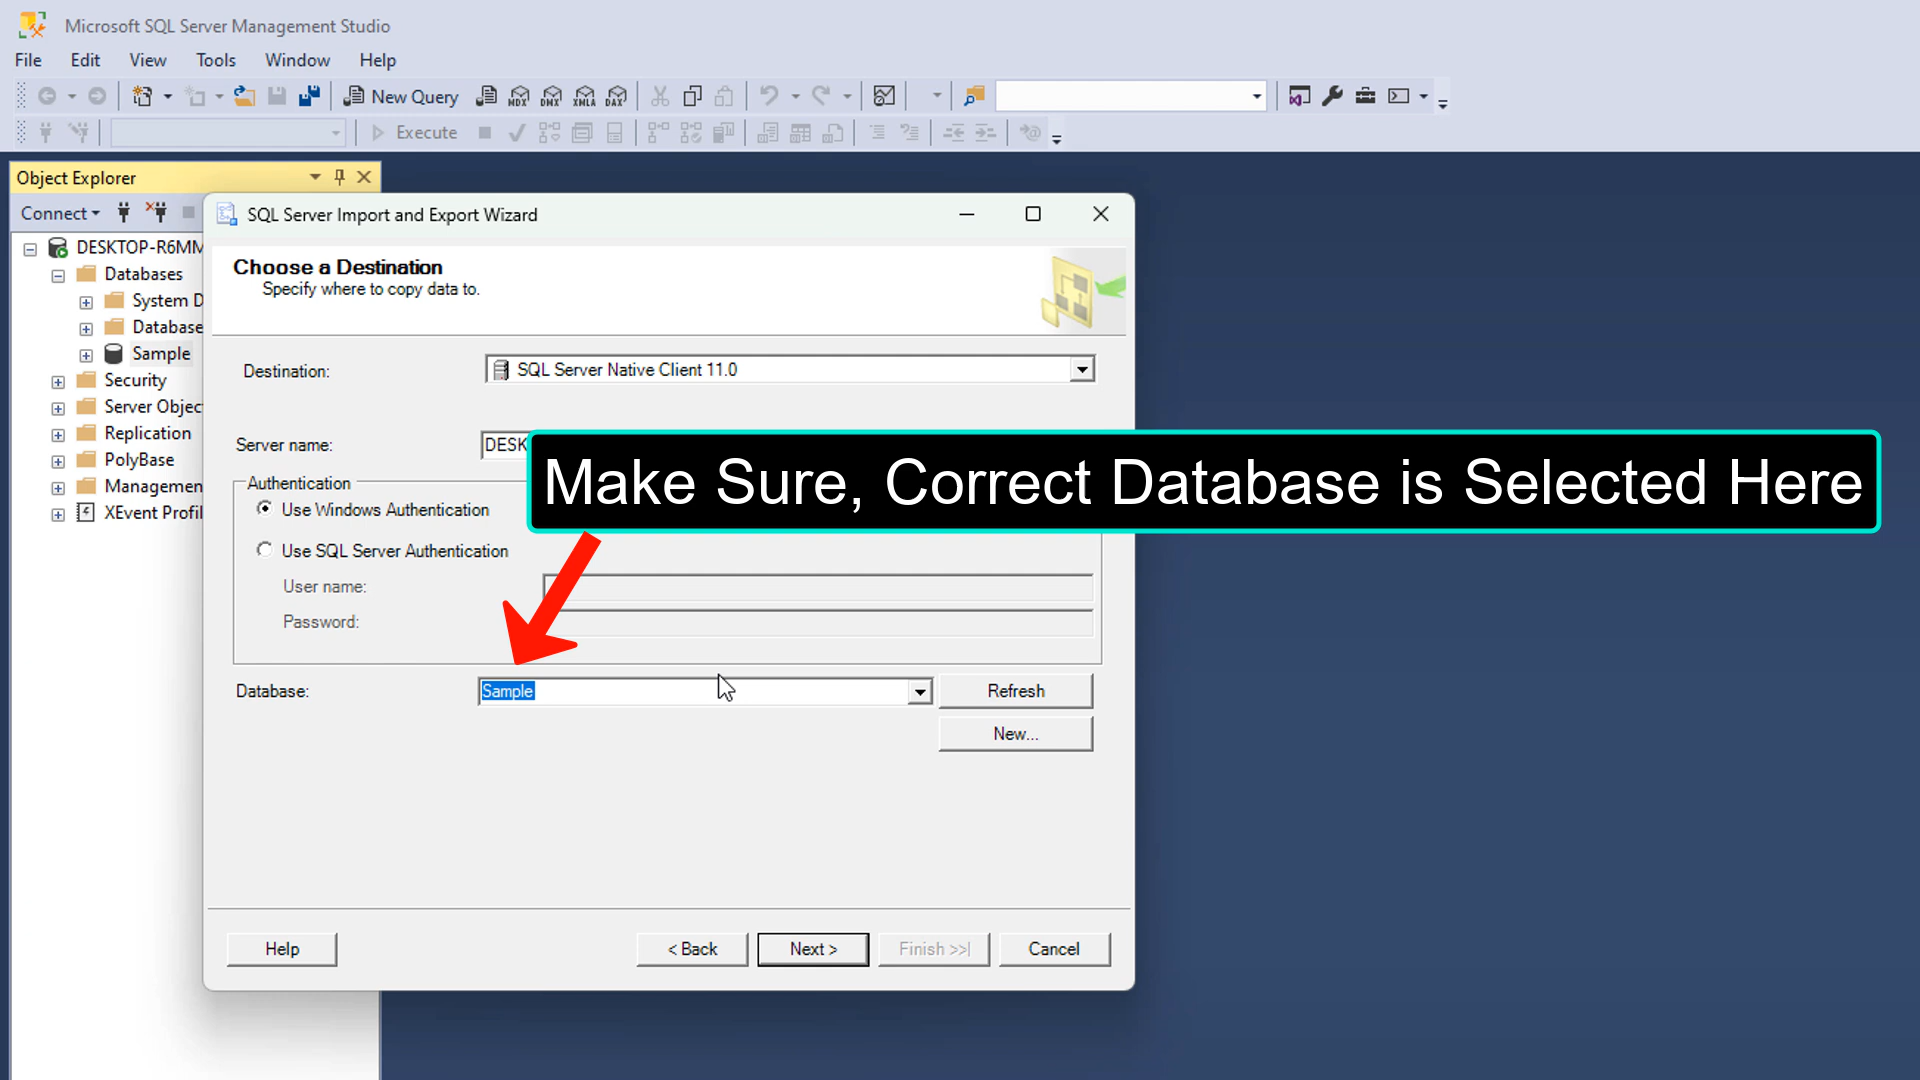 Microsoft SQL Server Management Studio
File Edit View Tools Window Help
New Query MDX DMX XMLA DAX
Execute
Object Explorer
Connect
SQL Server Import and Export Wizard
DESKTOP-R6MM
Databases
System D
Database
Sample
Security
Server Objec
Replication
PolyBase
Managemen
XEvent Profil
Choose a Destination
Specify where to copy data to.
Destination: SQL Server Native Client 11.0
Server name: DESK
Make Sure, Correct Database is Selected Here
Authentication
Use Windows Authentication
Use SQL Server Authentication
User name:
Password:
Database: Sample Refresh
New...
Help < Back Next > Finish >>| Cancel